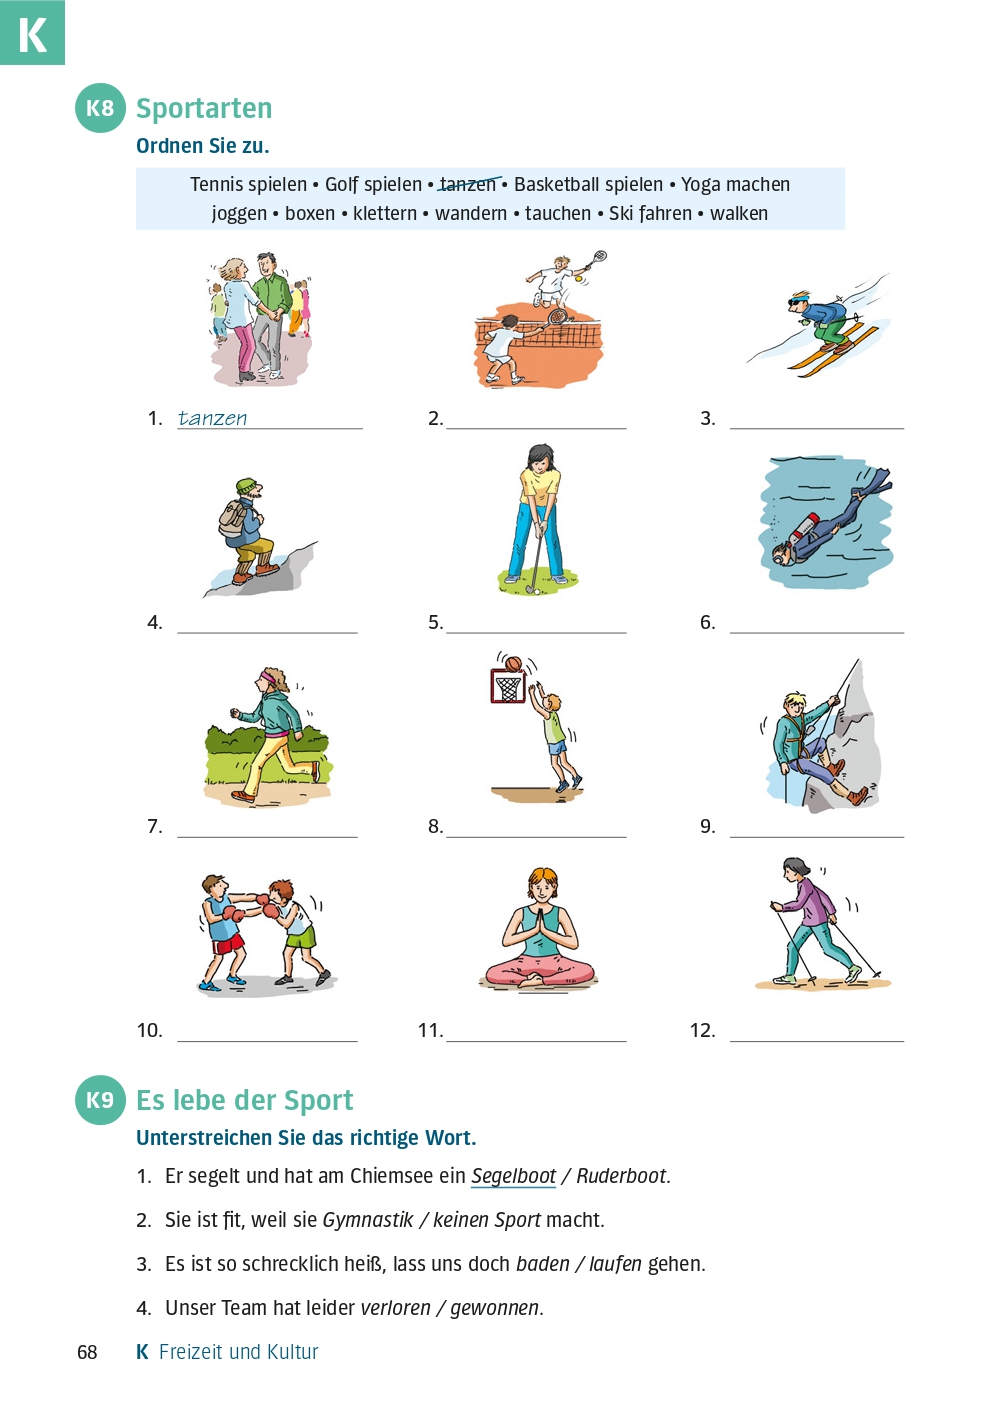 K
K8 Sportarten
Ordnen Sie zu.
Tennis spielen • Golf spielen • tanzen • Basketball spielen • Yoga machen
joggen • boxen • klettern • wandern • tauchen • Ski fahren • walken
1. tanzen 2. 3.
4. 5. 6.
7. 8. 9.
10. 11. 12.
K9 Es lebe der Sport
Unterstreichen Sie das richtige Wort.
1. Er segelt und hat am Chiemsee ein Segelboot / Ruderboot.
2. Sie ist fit, weil sie Gymnastik / keinen Sport macht.
3. Es ist so schrecklich heiß, lass uns doch baden / laufen gehen.
4. Unser Team hat leider verloren / gewonnen.
68 K Freizeit und Kultur